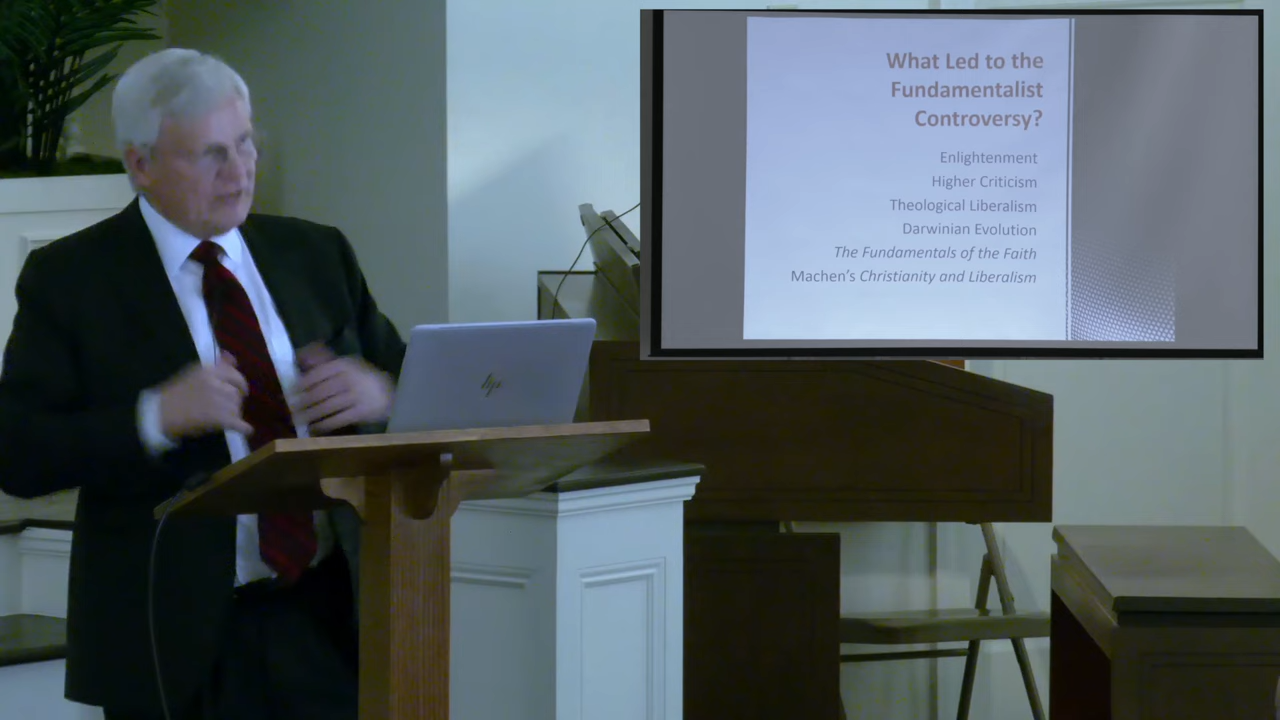 What Led to the
Fundamentalist
Controversy?
Enlightenment
Higher Criticism
Theological Liberalism
Darwinian Evolution
The Fundamentals of the Faith
Machen's Christianity and Liberalism
hp